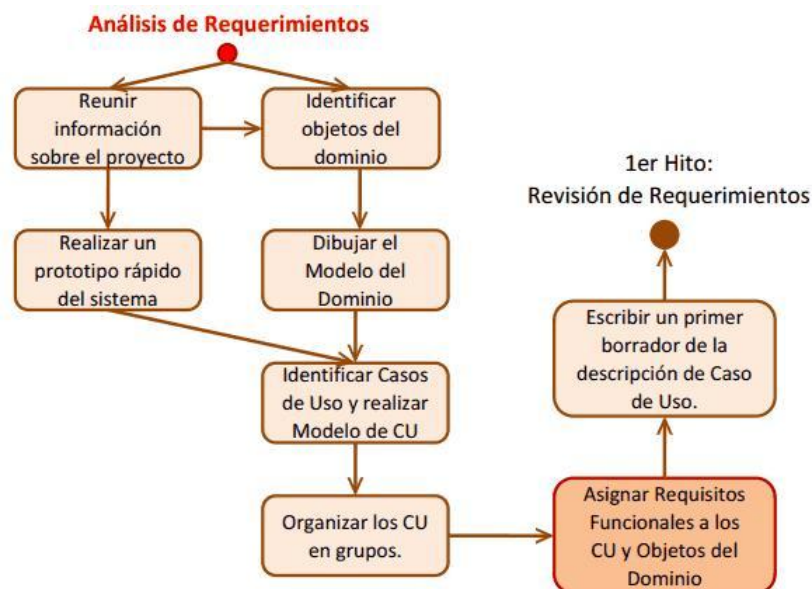 Análisis de Requerimientos
Reunir
información
sobre el proyecto
Identificar
objetos del
dominio
1er Hito:
Revisión de Requerimientos
Realizar un
prototipo rápido
del sistema
Dibujar el
Modelo del
Dominio
Escribir un primer
borrador de la
descripción de Caso
de Uso.
Identificar Casos
de Uso y realizar
Modelo de CU
Organizar los CU
en grupos.
Asignar Requisitos
Funcionales a los
CU y Objetos del
Dominio